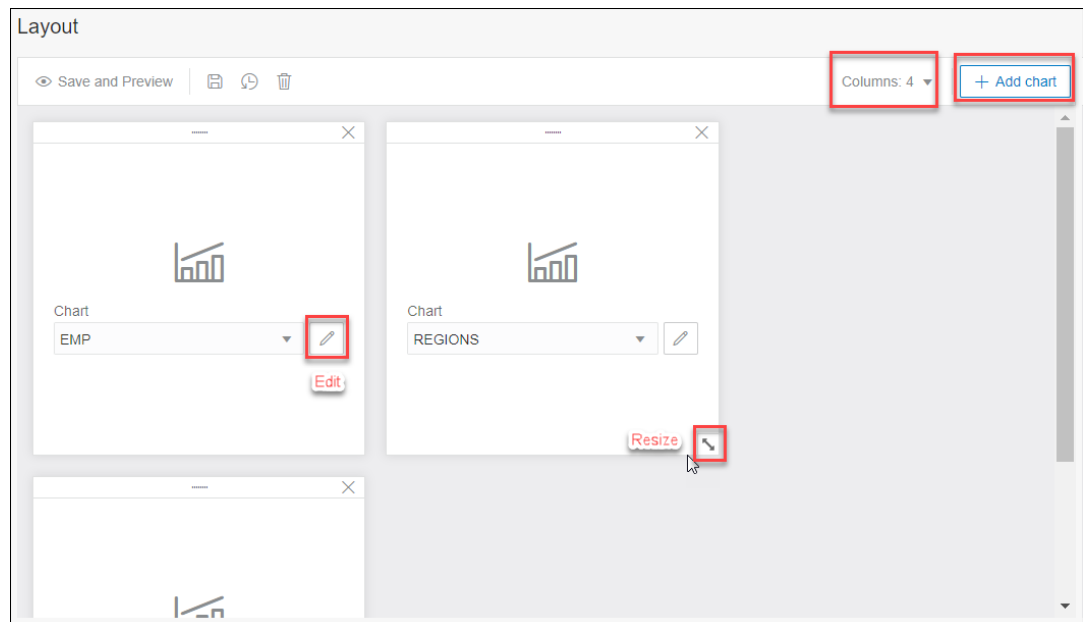 Layout
Save and Preview
Columns: 4
+ Add chart
Chart
EMP
Edit
Chart
REGIONS
Resize